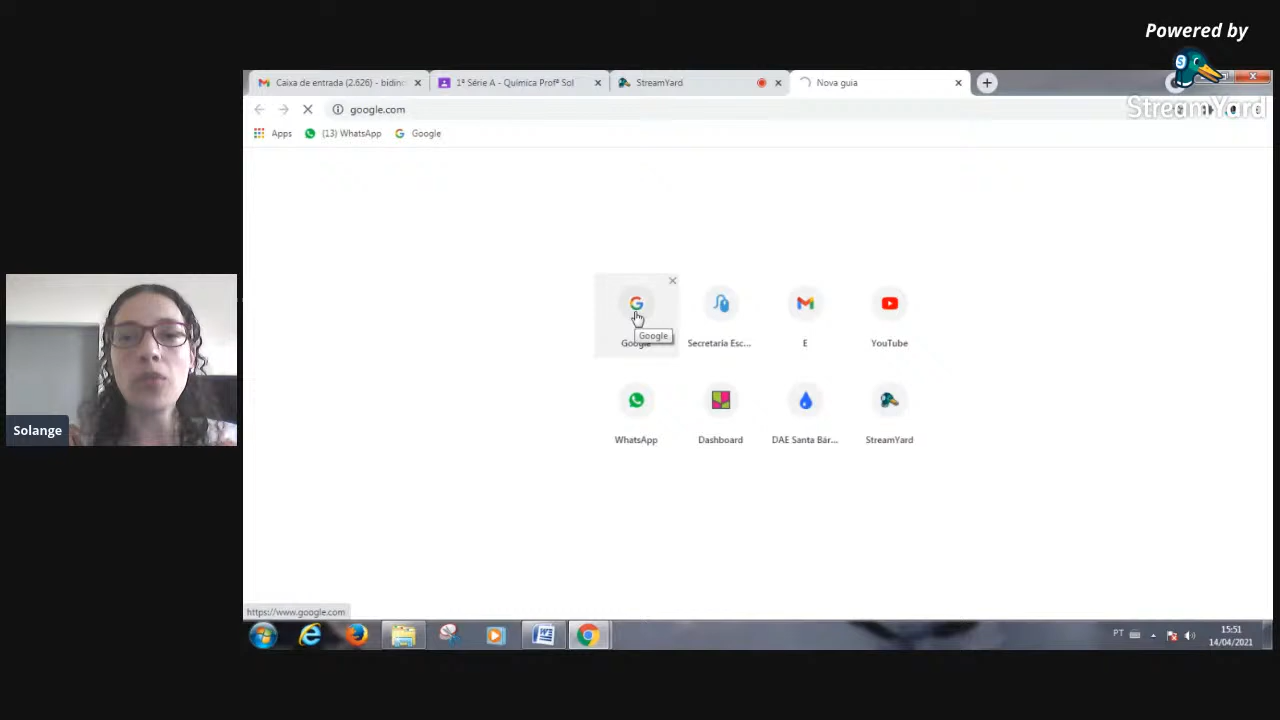 Powered by
StreamYard
Caixa de entrada (2.626) - bidinc
1ª Série A - Química Profª Sol
StreamYard
Nova guia
google.com
Apps
(13) WhatsApp
Google
Google
Secretaria Esc...
E
YouTube
Google
WhatsApp
Dashboard
DAE Santa Bár...
StreamYard
Solange
https://www.google.com
PT
15:51
14/04/2021